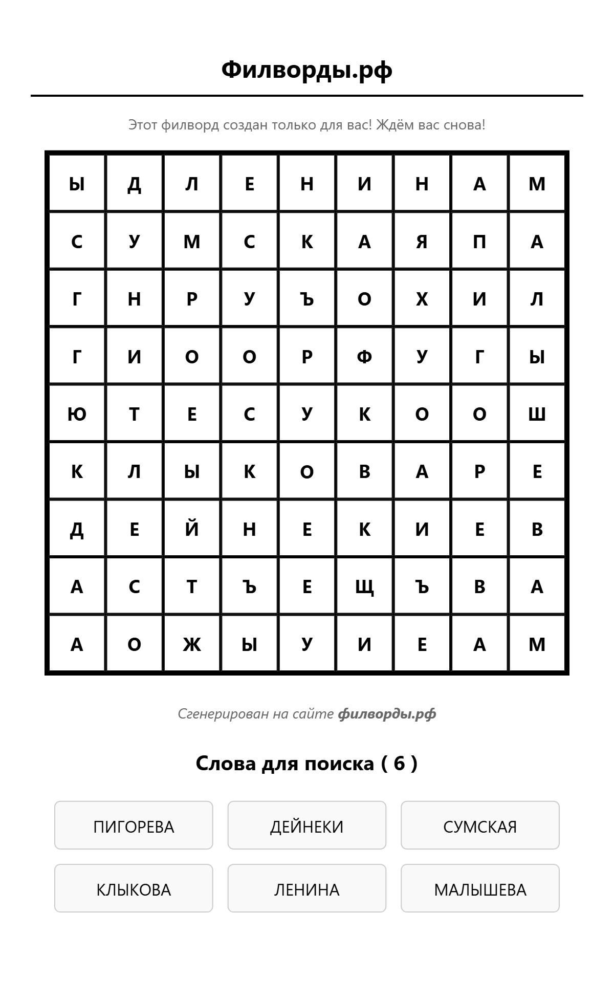 Филворды.рф
Этот филворд создан только для вас! Ждём вас снова!
Ы Д Л Е Н И Н А М
С У М С К А Я П А
Г Н Р У Ъ О Х И Л
Г И О О Р Ф У Г Ы
Ю Т Е С У К О О Ш
К Л Ы К О В А Р Е
Д Е Й Н Е К И Е В
А С Т Ъ Е Щ Ъ В А
А О Ж Ы У И Е А М
Сгенерирован на сайте филворды.рф
Слова для поиска ( 6 )
ПИГОРЕВА ДЕЙНЕКИ СУМСКАЯ
КЛЫКОВА ЛЕНИНА МАЛЫШЕВА